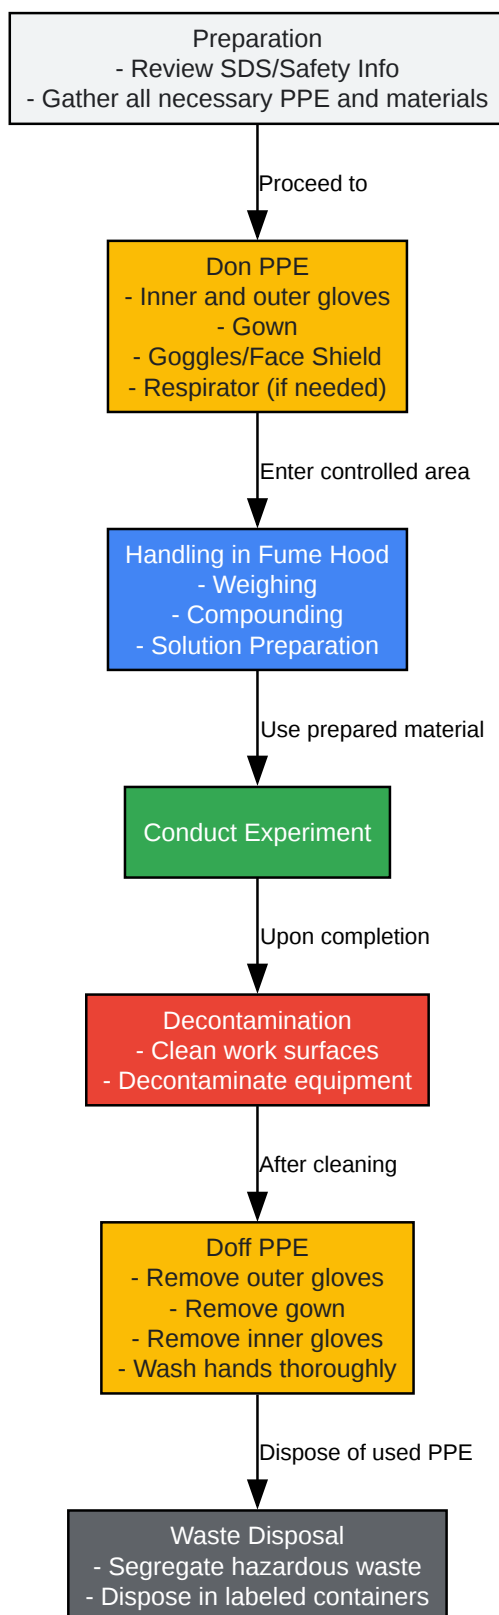 Preparation
- Review SDS/Safety Info
- Gather all necessary PPE and materials
Proceed to
Don PPE
- Inner and outer gloves
- Gown
- Goggles/Face Shield
- Respirator (if needed)
Enter controlled area
Handling in Fume Hood
- Weighing
- Compounding
- Solution Preparation
Use prepared material
Conduct Experiment
Upon completion
Decontamination
- Clean work surfaces
- Decontaminate equipment
After cleaning
Doff PPE
- Remove outer gloves
- Remove gown
- Remove inner gloves
- Wash hands thoroughly
Dispose of used PPE
Waste Disposal
- Segregate hazardous waste
- Dispose in labeled containers